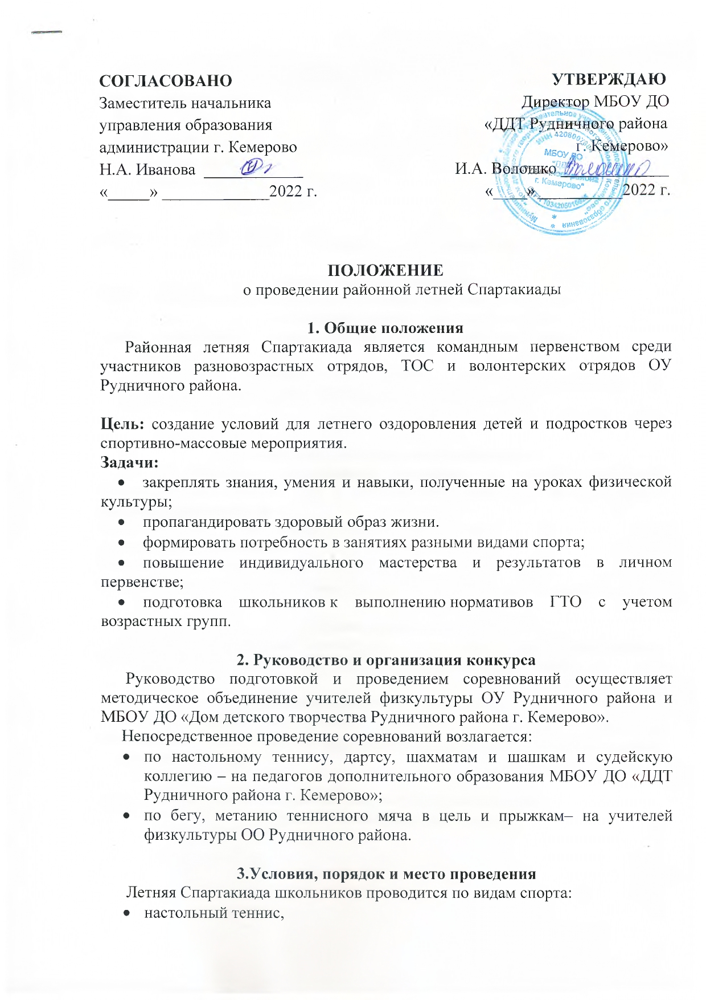 СОГЛАСОВАНО
Заместитель начальника
управления образования
администрации г. Кемерово
Н.А. Иванова ____________
«_____» _____________2022 г.
УТВЕРЖДАЮ
Директор МБОУ ДО
«ДДТ Рудничного района
г. Кемерово»
И.А. Волошко _____________
«____»___________2022 г.
МБОУ ДО
г. Кемерово"
ПОЛОЖЕНИЕ
о проведении районной летней Спартакиады
1. Общие положения
Районная летняя Спартакиада является командным первенством среди
участников разновозрастных отрядов, ТОС и волонтерских отрядов ОУ
Рудничного района.
Цель: создание условий для летнего оздоровления детей и подростков через
спортивно-массовые мероприятия.
Задачи:
• закреплять знания, умения и навыки, полученные на уроках физической
культуры;
• пропагандировать здоровый образ жизни.
• формировать потребность в занятиях разными видами спорта;
• повышение индивидуального мастерства и результатов в личном
первенстве;
• подготовка школьников к выполнению нормативов ГТО с учетом
возрастных групп.
2. Руководство и организация конкурса
Руководство подготовкой и проведением соревнований осуществляет
методическое объединение учителей физкультуры ОУ Рудничного района и
МБОУ ДО «Дом детского творчества Рудничного района г. Кемерово».
Непосредственное проведение соревнований возлагается:
• по настольному теннису, дартсу, шахматам и шашкам и судейскую
коллегию – на педагогов дополнительного образования МБОУ ДО «ДДТ
Рудничного района г. Кемерово»;
• по бегу, метанию теннисного мяча в цель и прыжкам– на учителей
физкультуры ОО Рудничного района.
3.Условия, порядок и место проведения
Летняя Спартакиада школьников проводится по видам спорта:
• настольный теннис,